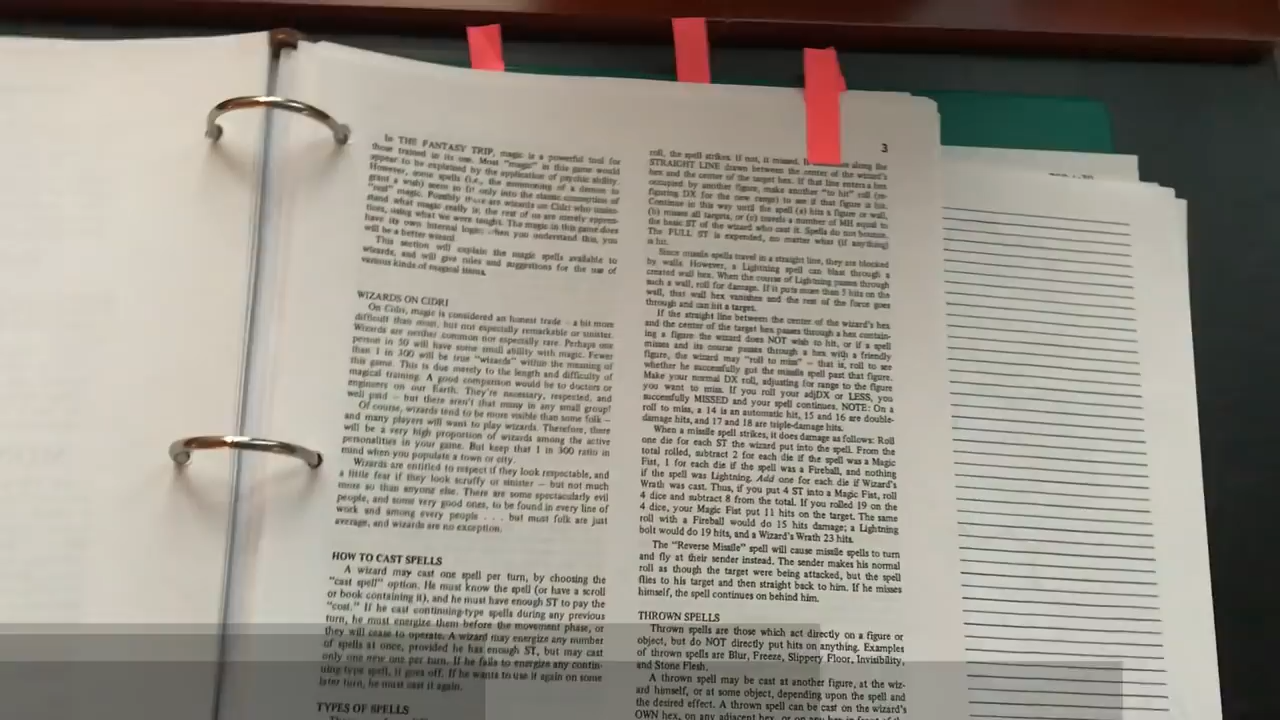 In THE FANTASY TRIP, magic is a powerful tool for
those trained in its use. Most "magic" in this game would
appear to be explained by the application of psychic ability.
However, some spells (i.e., the summoning of a demon to
grant a wish) seem to fit only into the classic conception of
"real" magic. Possibly there are wizards on Cidri who under-
stand what magic really is; the rest of us are merely appren-
tices, using what we were taught. The magic in this game does
have its own internal logic; when you understand this, you
will be a better wizard.
This section will explain the magic spells available to
wizards, and will give rules and suggestions for the use of
various kinds of magical items.
WIZARDS ON CIDRI
On Cidri, magic is considered an honest trade – a bit more
difficult than most, but not especially remarkable or sinister.
Wizards are neither common nor especially rare. Perhaps one
person in 50 will have some small ability with magic. Fewer
than 1 in 300 will be true "wizards" within the meaning of
this game. This is due merely to the length and difficulty of
magical training. A good comparison would be to doctors or
engineers on our Earth. They're necessary, respected, and
well paid – but there aren't that many in any small group!
Of course, wizards tend to be more visible than some folk –
and many players will want to play wizards. Therefore, there
will be a very high proportion of wizards among the active
personalities in your game. But keep that 1 in 300 ratio in
mind when you populate a town or city.
Wizards are entitled to respect if they look respectable, and
a little fear if they look scruffy or sinister – but not much
more so than anyone else. There are some spectacularly evil
people, and some very good ones, to be found in every line of
work and among every people . . . but most folk are just
average, and wizards are no exception.
HOW TO CAST SPELLS
A wizard may cast one spell per turn, by choosing the
"cast spell" option. He must know the spell (or have a scroll
or book containing it), and he must have enough ST to pay the
"cost." If he cast continuing-type spells during any previous
turn, he must energize them before the movement phase, or
they will cease to operate. A wizard may energize any number
of spells at once, provided he has enough ST, but may cast
only one new one per turn. If he fails to energize any contin-
uing-type spell, it goes off. If he wants to use it again on some
later turn, he must cast it again.
TYPES OF SPELLS
3
roll, the spell strikes. If not, it missed. along the
STRAIGHT LINE drawn between the center of the wizard's
hex and the center of the target hex. If that line enters a hex
occupied by another figure, make another "to hit" roll (re-
figuring DX for the new range) to see if that figure is hit.
Continue in this way until the spell (a) hits a figure or wall,
(b) misses all targets, or (c) travels a number of MH equal to
the basic ST of the wizard who cast it. Spells do not bounce.
The FULL ST is expended, no matter what (if anything)
is hit.
Since missile spells travel in a straight line, they are blocked
by walls. However, a Lightning spell can blast through a
created wall hex. When the course of Lightning passes through
such a wall, roll for damage. If it puts more than 5 hits on the
wall, that wall hex vanishes and the rest of the force goes
through and can hit a target.
If the straight line between the center of the wizard's hex
and the center of the target hex passes through a hex contain-
ing a figure the wizard does NOT wish to hit, or if a spell
misses and its course passes through a hex with a friendly
figure, the wizard may "roll to miss" – that is, roll to see
whether he successfully got the missile spell past that figure.
Make your normal DX roll, adjusting for range to the figure
you want to miss. If you roll your adjDX or LESS, you
successfully MISSED and your spell continues. NOTE: On a
roll to miss, a 14 is an automatic hit, 15 and 16 are double-
damage hits, and 17 and 18 are triple-damage hits.
When a missile spell strikes, it does damage as follows: Roll
one die for each ST the wizard put into the spell. From the
total rolled, subtract 2 for each die if the spell was a Magic
Fist, 1 for each die if the spell was a Fireball, and nothing
if the spell was Lightning. Add one for each die if Wizard's
Wrath was cast. Thus, if you put 4 ST into a Magic Fist, roll
4 dice and subtract 8 from the total. If you rolled 19 on the
4 dice, your Magic Fist put 11 hits on the target. The same
roll with a Fireball would do 15 hits damage; a Lightning
bolt would do 19 hits, and a Wizard's Wrath 23 hits.
The "Reverse Missile" spell will cause missile spells to turn
and fly at their sender instead. The sender makes his normal
roll as though the target were being attacked, but the spell
flies to his target and then straight back to him. If he misses
himself, the spell continues on behind him.
THROWN SPELLS
Thrown spells are those which act directly on a figure or
object, but do NOT directly put hits on anything. Examples
of thrown spells are Blur, Freeze, Slippery Floor, Invisibility,
and Stone Flesh.
A thrown spell may be cast at another figure, at the wiz-
ard himself, or at some object, depending upon the spell and
the desired effect. A thrown spell can be cast on the wizard's
OWN hex, on any adjacent hex, or on any hex in front of